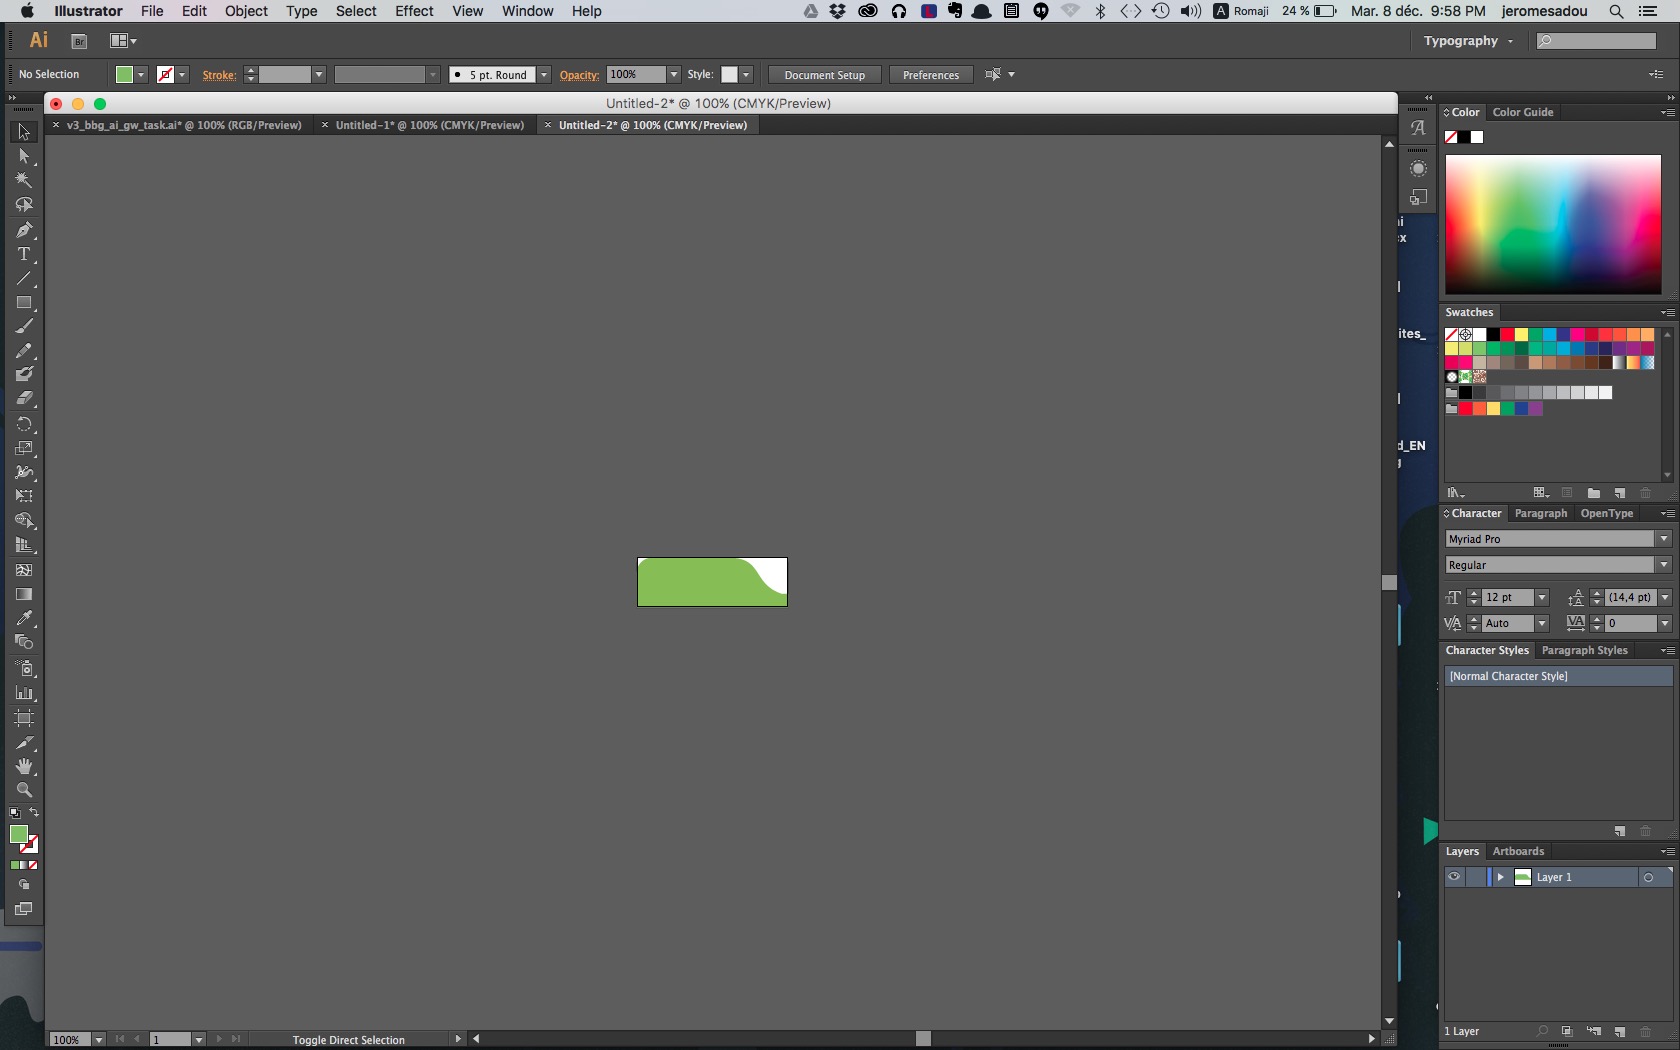 Illustrator File Edit Object Type Select Effect View Window Help A Romaji 24 % Mar. 8 déc. 9:58 PM jeromesadou
Ai Br Typography
No Selection Stroke: 5 pt. Round Opacity: 100% Style: Document Setup Preferences
Untitled-2* @ 100% (CMYK/Preview)
v3_bbg_ai_gw_task.ai* @ 100% (RGB/Preview) Untitled-1* @ 100% (CMYK/Preview) Untitled-2* @ 100% (CMYK/Preview)
Color Color Guide
ites_
Swatches
d_EN
Character Paragraph OpenType
Myriad Pro
Regular
12 pt (14,4 pt)
Auto 0
Character Styles Paragraph Styles
[Normal Character Style]
Layers Artboards
Layer 1
1 Layer
100% 1 Toggle Direct Selection